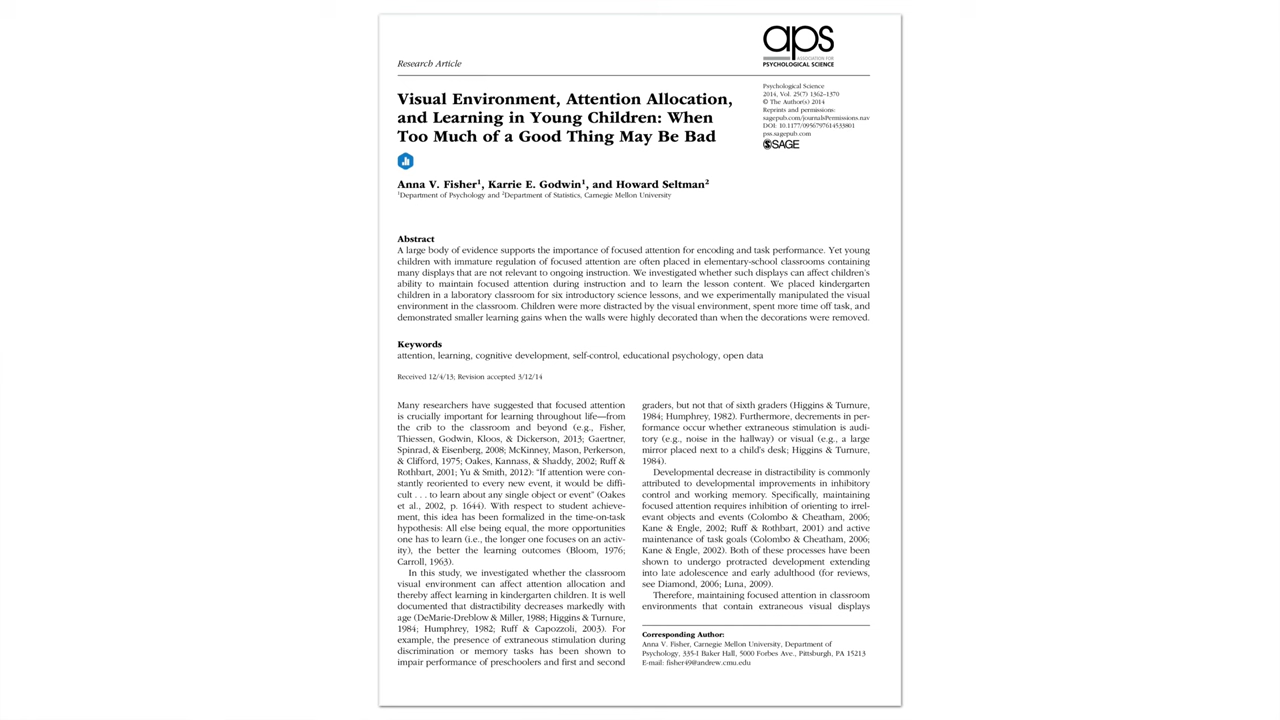 aps
ASSOCIATION FOR
PSYCHOLOGICAL SCIENCE
Research Article
Psychological Science
2014, Vol. 25(7) 1362–1370
© The Author(s) 2014
Reprints and permissions:
sagepub.com/journalsPermissions.nav
DOI: 10.1177/0956797614533801
pss.sagepub.com
SAGE
Visual Environment, Attention Allocation,
and Learning in Young Children: When
Too Much of a Good Thing May Be Bad
Anna V. Fisher1, Karrie E. Godwin1, and Howard Seltman2
1Department of Psychology and 2Department of Statistics, Carnegie Mellon University
Abstract
A large body of evidence supports the importance of focused attention for encoding and task performance. Yet young
children with immature regulation of focused attention are often placed in elementary-school classrooms containing
many displays that are not relevant to ongoing instruction. We investigated whether such displays can affect children's
ability to maintain focused attention during instruction and to learn the lesson content. We placed kindergarten
children in a laboratory classroom for six introductory science lessons, and we experimentally manipulated the visual
environment in the classroom. Children were more distracted by the visual environment, spent more time off task, and
demonstrated smaller learning gains when the walls were highly decorated than when the decorations were removed.
Keywords
attention, learning, cognitive development, self-control, educational psychology, open data
Received 12/4/13; Revision accepted 3/12/14
Many researchers have suggested that focused attention
is crucially important for learning throughout life—from
the crib to the classroom and beyond (e.g., Fisher,
Thiessen, Godwin, Kloos, & Dickerson, 2013; Gaertner,
Spinrad, & Eisenberg, 2008; McKinney, Mason, Perkerson,
& Clifford, 1975; Oakes, Kannass, & Shaddy, 2002; Ruff &
Rothbart, 2001; Yu & Smith, 2012): “If attention were con-
stantly reoriented to every new event, it would be diffi-
cult . . . to learn about any single object or event” (Oakes
et al., 2002, p. 1644). With respect to student achieve-
ment, this idea has been formalized in the time-on-task
hypothesis: All else being equal, the more opportunities
one has to learn (i.e., the longer one focuses on an activ-
ity), the better the learning outcomes (Bloom, 1976;
Carroll, 1963).
In this study, we investigated whether the classroom
visual environment can affect attention allocation and
thereby affect learning in kindergarten children. It is well
documented that distractibility decreases markedly with
age (DeMarie-Dreblow & Miller, 1988; Higgins & Turnure,
1984; Humphrey, 1982; Ruff & Capozzoli, 2003). For
example, the presence of extraneous stimulation during
discrimination or memory tasks has been shown to
impair performance of preschoolers and first and second
graders, but not that of sixth graders (Higgins & Turnure,
1984; Humphrey, 1982). Furthermore, decrements in per-
formance occur whether extraneous stimulation is audi-
tory (e.g., noise in the hallway) or visual (e.g., a large
mirror placed next to a child's desk; Higgins & Turnure,
1984).
Developmental decrease in distractibility is commonly
attributed to developmental improvements in inhibitory
control and working memory. Specifically, maintaining
focused attention requires inhibition of orienting to irrel-
evant objects and events (Colombo & Cheatham, 2006;
Kane & Engle, 2002; Ruff & Rothbart, 2001) and active
maintenance of task goals (Colombo & Cheatham, 2006;
Kane & Engle, 2002). Both of these processes have been
shown to undergo protracted development extending
into late adolescence and early adulthood (for reviews,
see Diamond, 2006; Luna, 2009).
Therefore, maintaining focused attention in classroom
environments that contain extraneous visual displays
Corresponding Author:
Anna V. Fisher, Carnegie Mellon University, Department of
Psychology, 335-I Baker Hall, 5000 Forbes Ave., Pittsburgh, PA 15213
E-mail: fisher49@andrew.cmu.edu